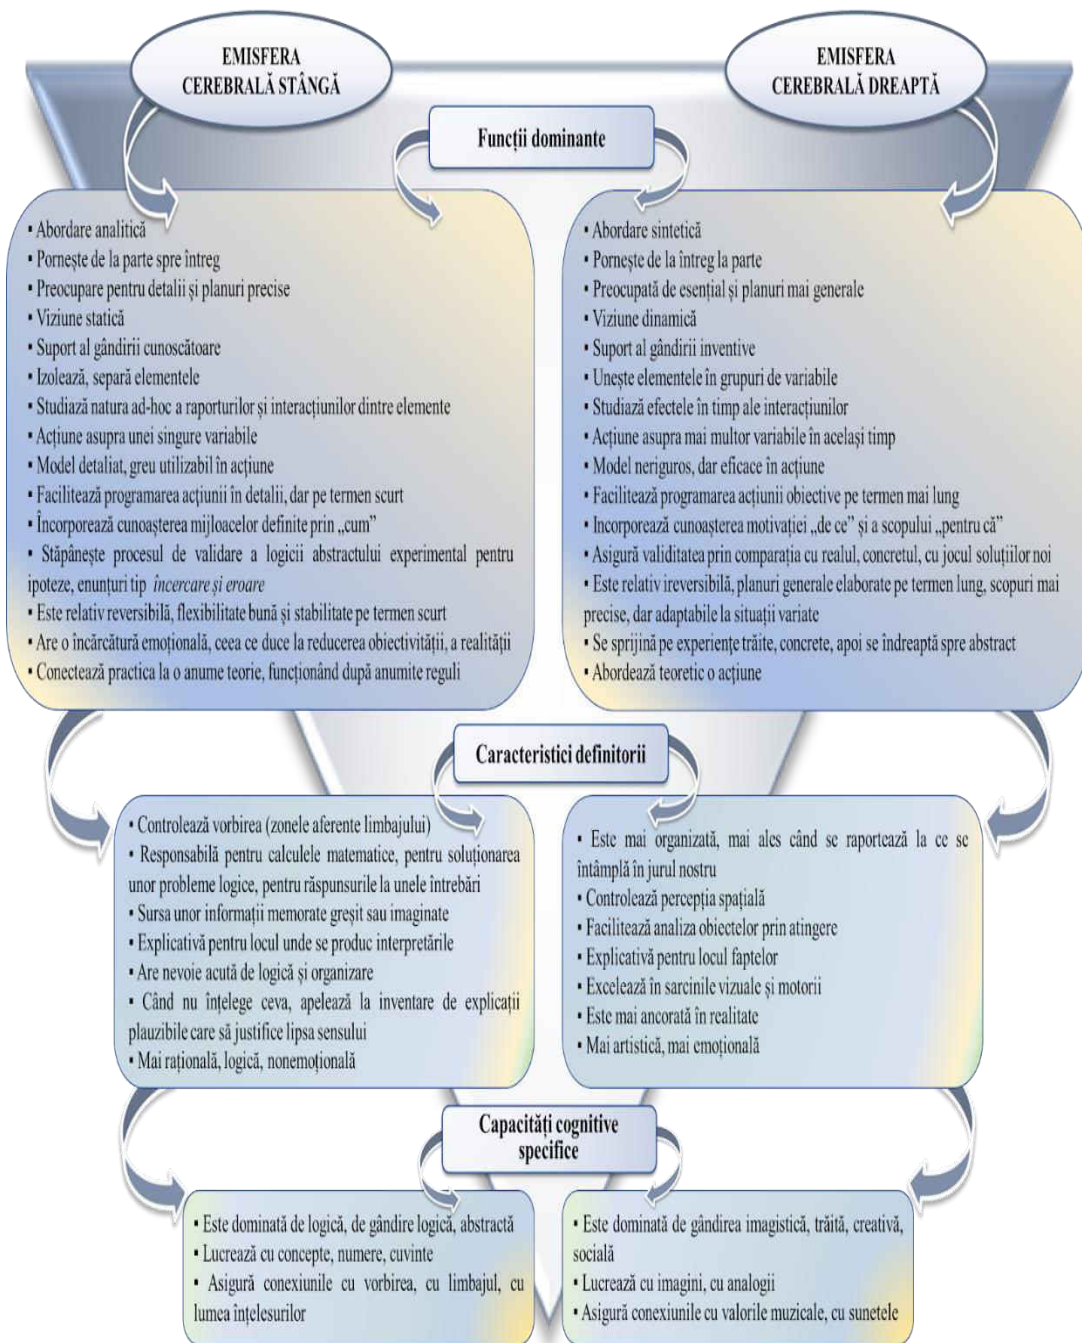 EMISFERA
CEREBRALĂ STÂNGĂ
EMISFERA
CEREBRALĂ DREAPTĂ
Funcții dominante
▪ Abordare analitică
▪ Pornește de la parte spre întreg
▪ Preocupare pentru detalii și planuri precise
▪ Viziune statică
▪ Suport al gândirii cunoscătoare
▪ Izolează, separă elementele
▪ Studiază natura ad-hoc a raporturilor și interacțiunilor dintre elemente
▪ Acțiune asupra unei singure variabile
▪ Model detaliat, greu utilizabil în acțiune
▪ Facilitează programarea acțiunii în detalii, dar pe termen scurt
▪ Încorporează cunoașterea mijloacelor definite prin „cum”
▪ Stăpânește procesul de validare a logicii abstractului experimental pentru
ipoteze, enunțuri tip încercare și eroare
▪ Este relativ reversibilă, flexibilitate bună și stabilitate pe termen scurt
▪ Are o încărcătură emoțională, ceea ce duce la reducerea obiectivității, a realității
▪ Conectează practica la o anume teorie, funcționând după anumite reguli
▪ Abordare sintetică
▪ Pornește de la întreg la parte
▪ Preocupată de esențial și planuri mai generale
▪ Viziune dinamică
▪ Suport al gândirii inventive
▪ Unește elementele în grupuri de variabile
▪ Studiază efectele în timp ale interacțiunilor
▪ Acțiune asupra mai multor variabile în același timp
▪ Model neriguros, dar eficace în acțiune
▪ Facilitează programarea acțiunii obiective pe termen mai lung
▪ Incorporează cunoașterea motivației „de ce” și a scopului „pentru că”
▪ Asigură validitatea prin comparația cu realul, concretul, cu jocul soluțiilor noi
▪ Este relativ ireversibilă, planuri generale elaborate pe termen lung, scopuri mai
precise, dar adaptabile la situații variate
▪ Se sprijină pe experiențe trăite, concrete, apoi se îndreaptă spre abstract
▪ Abordează teoretic o acțiune
Caracteristici definitorii
▪ Controlează vorbirea (zonele aferente limbajului)
▪ Responsabilă pentru calculele matematice, pentru soluționarea
unor probleme logice, pentru răspunsurile la unele întrebări
▪ Sursa unor informații memorate greșit sau imaginate
▪ Explicativă pentru locul unde se produc interpretările
▪ Are nevoie acută de logică și organizare
▪ Când nu înțelege ceva, apelează la inventare de explicații
plauzibile care să justifice lipsa sensului
▪ Mai rațională, logică, nonemoțională
▪ Este mai organizată, mai ales când se raportează la ce se
întâmplă în jurul nostru
▪ Controlează percepția spațială
▪ Facilitează analiza obiectelor prin atingere
▪ Explicativă pentru locul faptelor
▪ Excelează în sarcinile vizuale și motorii
▪ Este mai ancorată în realitate
▪ Mai artistică, mai emoțională
Capacități cognitive
specifice
▪ Este dominată de logică, de gândire logică, abstractă
▪ Lucrează cu concepte, numere, cuvinte
▪ Asigură conexiunile cu vorbirea, cu limbajul, cu
lumea înțelesurilor
▪ Este dominată de gândirea imagistică, trăită, creativă,
socială
▪ Lucrează cu imagini, cu analogii
▪ Asigură conexiunile cu valorile muzicale, cu sunetele